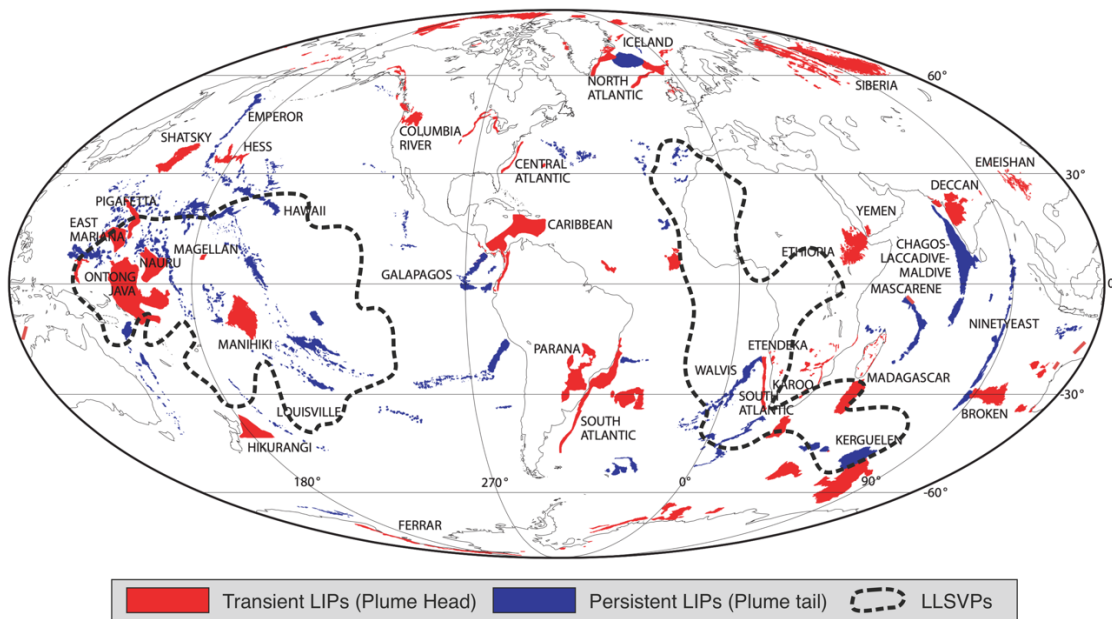 ICELAND
NORTH
ATLANTIC
60°
SIBERIA
EMPEROR
SHATSKY
HESS
COLUMBIA
RIVER
CENTRAL
ATLANTIC
30°
EMEISHAN
DECCAN
PIGAFETTA
HAWAII
EAST
MARIANA
MAGELLAN
CARIBBEAN
YEMEN
NAURU
ONTONG
JAVA
GALAPAGOS
ETHIOPIA
CHAGOS-
LACCADIVE-
MALDIVE
MASCARENE
0°
NINETYEAST
MANIHIKI
PARANA
ETENDEKA
WALVIS
KAROO
MADAGASCAR
SOUTH
ATLANTIC
-30°
BROKEN
LOUISVILLE
HIKURANGI
SOUTH
ATLANTIC
KERGUELEN
180°
270°
0°
90°
-60°
FERRAR
Transient LIPs (Plume Head)
Persistent LIPs (Plume tail)
LLSVPs